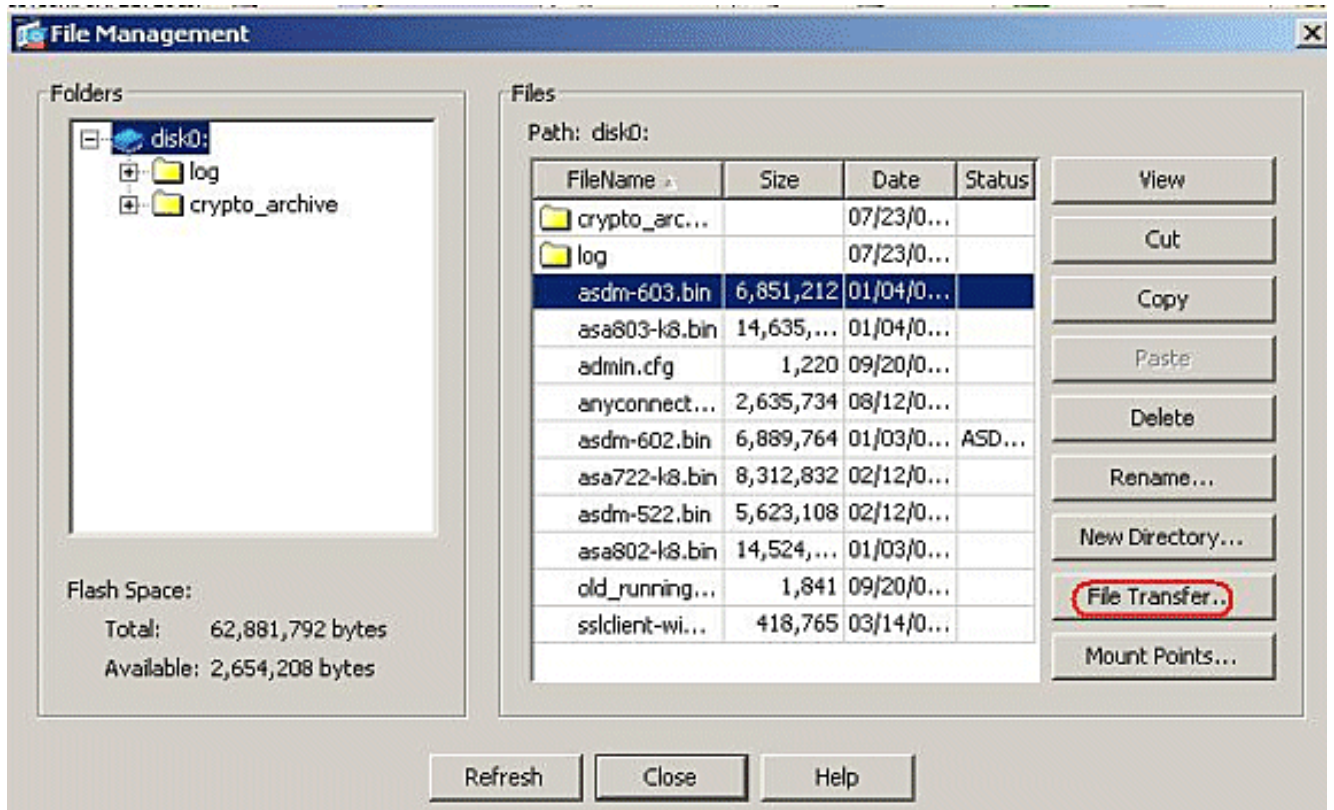 File Management
Folders
disk0:
log
crypto_archive
Flash Space:
Total: 62,881,792 bytes
Available: 2,654,208 bytes
Files
Path: disk0:
FileName Size Date Status
crypto_arc... 07/23/0...
log 07/23/0...
asdm-603.bin 6,851,212 01/04/0...
asa803-k8.bin 14,635,... 01/04/0...
admin.cfg 1,220 09/20/0...
anyconnect... 2,635,734 08/12/0...
asdm-602.bin 6,889,764 01/03/0... ASD...
asa722-k8.bin 8,312,832 02/12/0...
asdm-522.bin 5,623,108 02/12/0...
asa802-k8.bin 14,524,... 01/03/0...
old_running... 1,841 09/20/0...
sslclient-wi... 418,765 03/14/0...
View
Cut
Copy
Paste
Delete
Rename...
New Directory...
File Transfer..
Mount Points...
Refresh Close Help